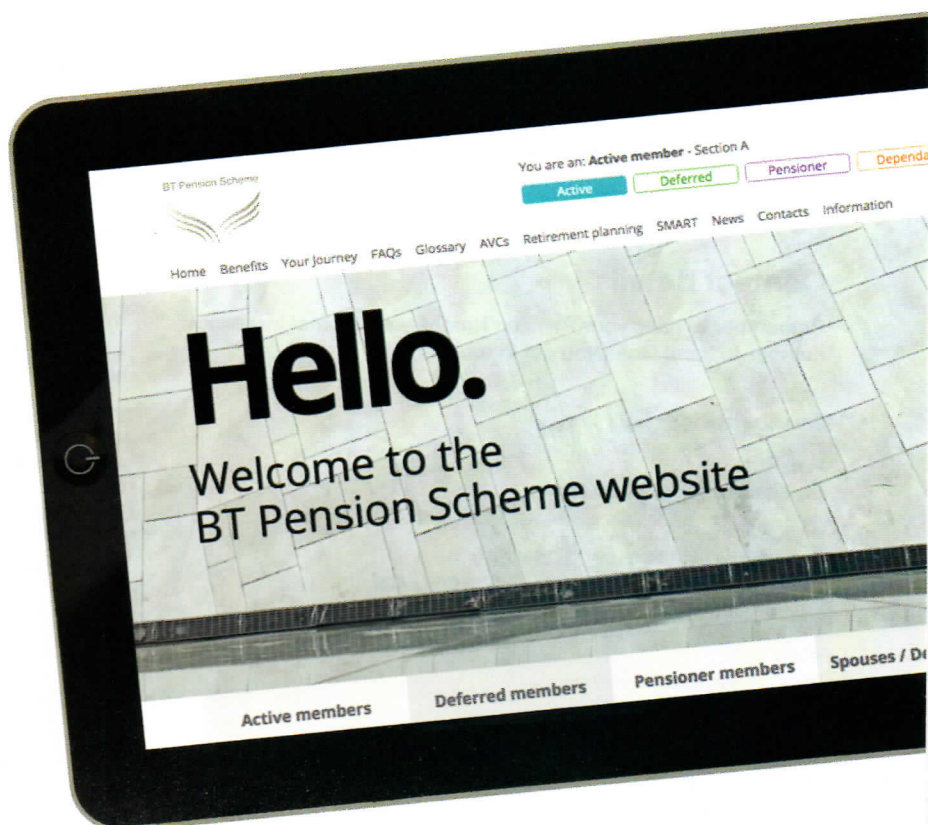 BT Pension Scheme
You are an: Active member - Section A
Active Deferred Pensioner
Home Benefits Your Journey FAQs Glossary AVCs Retirement planning SMART News Contacts Information
Hello.
Welcome to the
BT Pension Scheme website
Active members Deferred members Pensioner members Spouses /